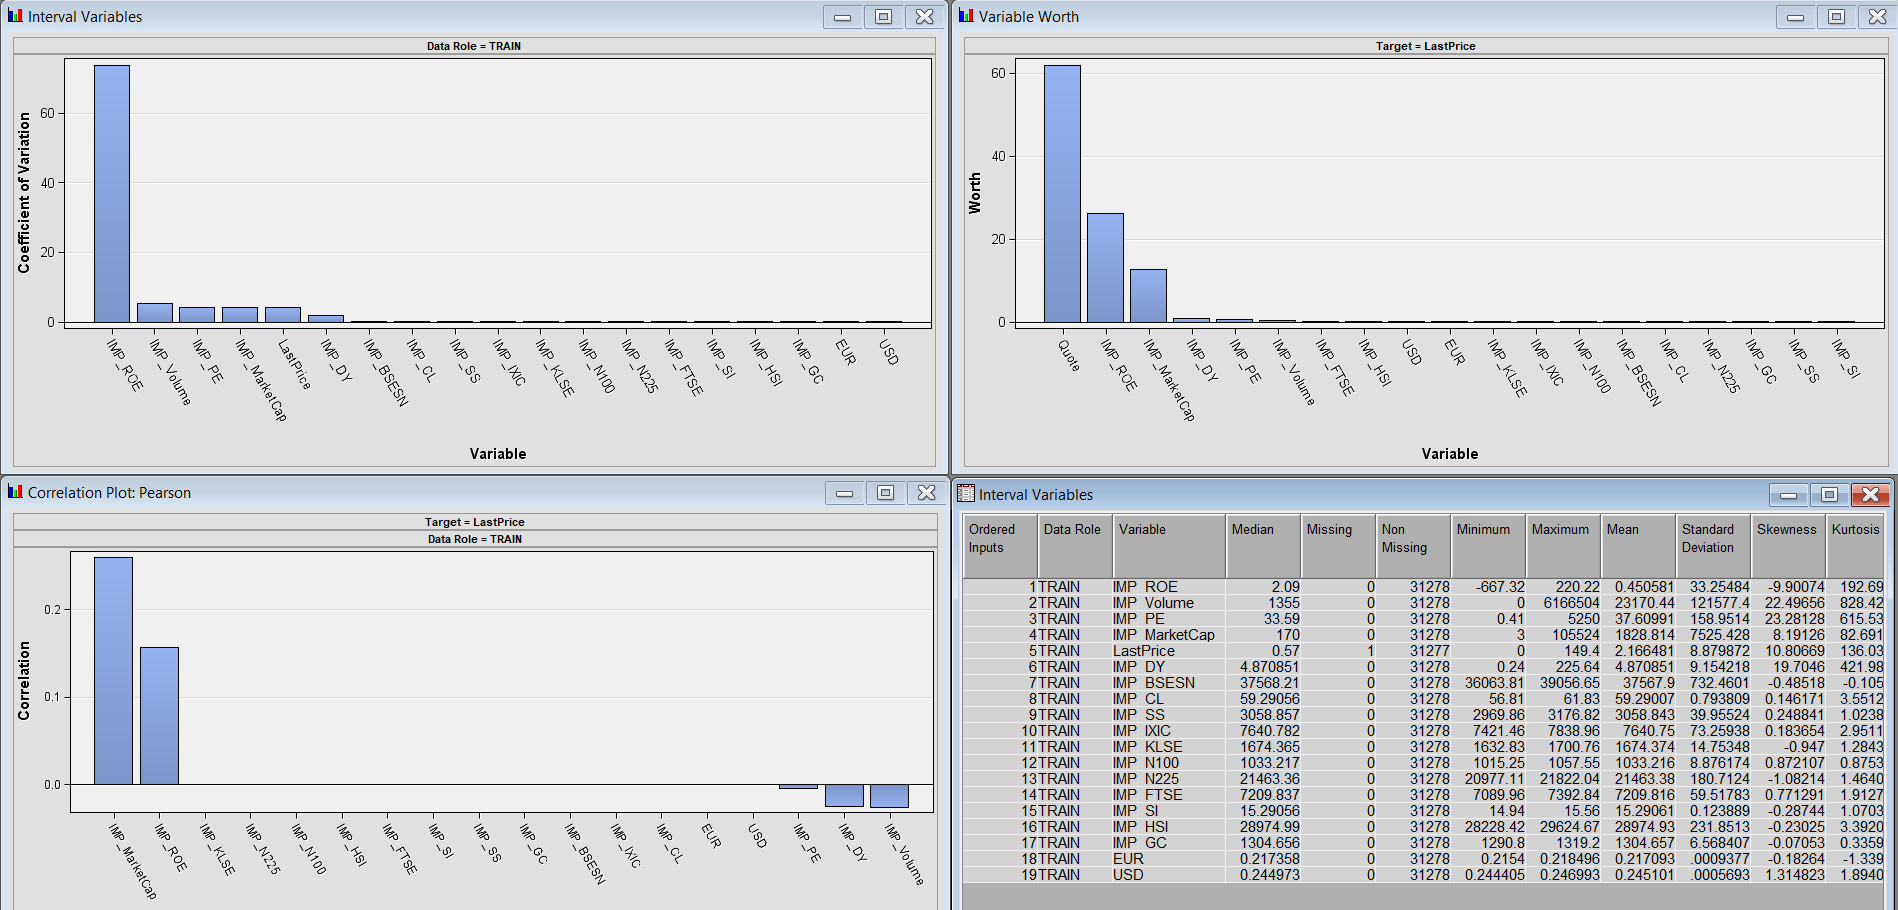 Interval Variables
Data Role = TRAIN
Coefficient of Variation
60
40
20
0
IMP_ROE
IMP_Volume
IMP_PE
IMP_MarketCap
LastPrice
IMP_DY
IMP_BSESN
IMP_CL
IMP_SS
IMP_IXIC
IMP_KLSE
IMP_N100
IMP_N225
IMP_FTSE
IMP_SI
IMP_HSI
IMP_GC
EUR
USD
Variable
Variable Worth
Target = LastPrice
Worth
60
40
20
0
Quote
IMP_ROE
IMP_MarketCap
IMP_DY
IMP_PE
IMP_Volume
IMP_FTSE
IMP_HSI
USD
EUR
IMP_KLSE
IMP_IXIC
IMP_N100
IMP_BSESN
IMP_CL
IMP_N225
IMP_GC
IMP_SS
IMP_SI
Variable
Correlation Plot: Pearson
Target = LastPrice
Data Role = TRAIN
Correlation
0.2
0.1
0.0
IMP_MarketCap
IMP_ROE
IMP_KLSE
IMP_N225
IMP_N100
IMP_HSI
IMP_FTSE
IMP_SI
IMP_SS
IMP_GC
IMP_BSESN
IMP_IXIC
IMP_CL
EUR
USD
IMP_PE
IMP_DY
IMP_Volume
Interval Variables
Ordered Inputs Data Role Variable Median Missing Non Missing Minimum Maximum Mean Standard Deviation Skewness Kurtosis
1 TRAIN IMP_ROE 2.09 0 31278 -667.32 220.22 0.450581 33.25484 -9.90074 192.69
2 TRAIN IMP_Volume 1355 0 31278 0 6166504 23170.44 121577.4 22.49656 828.42
3 TRAIN IMP_PE 33.59 0 31278 0.41 5250 37.60991 158.9514 23.28128 615.53
4 TRAIN IMP_MarketCap 170 0 31278 3 105524 1828.814 7525.428 8.19126 82.691
5 TRAIN LastPrice 0.57 1 31277 0 149.4 2.166481 8.879872 10.80669 136.03
6 TRAIN IMP_DY 4.870851 0 31278 0.24 225.64 4.870851 9.154218 19.7046 421.98
7 TRAIN IMP_BSESN 37568.21 0 31278 36063.81 39056.65 37567.9 732.4601 -0.48518 -0.105
8 TRAIN IMP_CL 59.29056 0 31278 56.81 61.83 59.29007 0.793809 0.146171 3.5512
9 TRAIN IMP_SS 3058.857 0 31278 2969.86 3176.82 3058.843 39.95524 0.248841 1.0238
10 TRAIN IMP_IXIC 7640.782 0 31278 7421.46 7838.96 7640.75 73.25938 0.183654 2.9511
11 TRAIN IMP_KLSE 1674.365 0 31278 1632.83 1700.76 1674.374 14.75348 -0.947 1.2843
12 TRAIN IMP_N100 1033.217 0 31278 1015.25 1057.55 1033.216 8.876174 0.872107 0.8753
13 TRAIN IMP_N225 21463.36 0 31278 20977.11 21822.04 21463.38 180.7124 -1.08214 1.4640
14 TRAIN IMP_FTSE 7209.837 0 31278 7089.96 7392.84 7209.816 59.51783 0.771291 1.9127
15 TRAIN IMP_SI 15.29056 0 31278 14.94 15.56 15.29061 0.123889 -0.28744 1.0703
16 TRAIN IMP_HSI 28974.99 0 31278 28228.42 29624.67 28974.93 231.8513 -0.23025 3.3920
17 TRAIN IMP_GC 1304.656 0 31278 1290.8 1319.2 1304.657 6.568407 -0.07053 0.3359
18 TRAIN EUR 0.217358 0 31278 0.2154 0.218496 0.217093 .0009377 -0.18264 -1.339
19 TRAIN USD 0.244973 0 31278 0.244405 0.246993 0.245101 .0005693 1.314823 1.8940